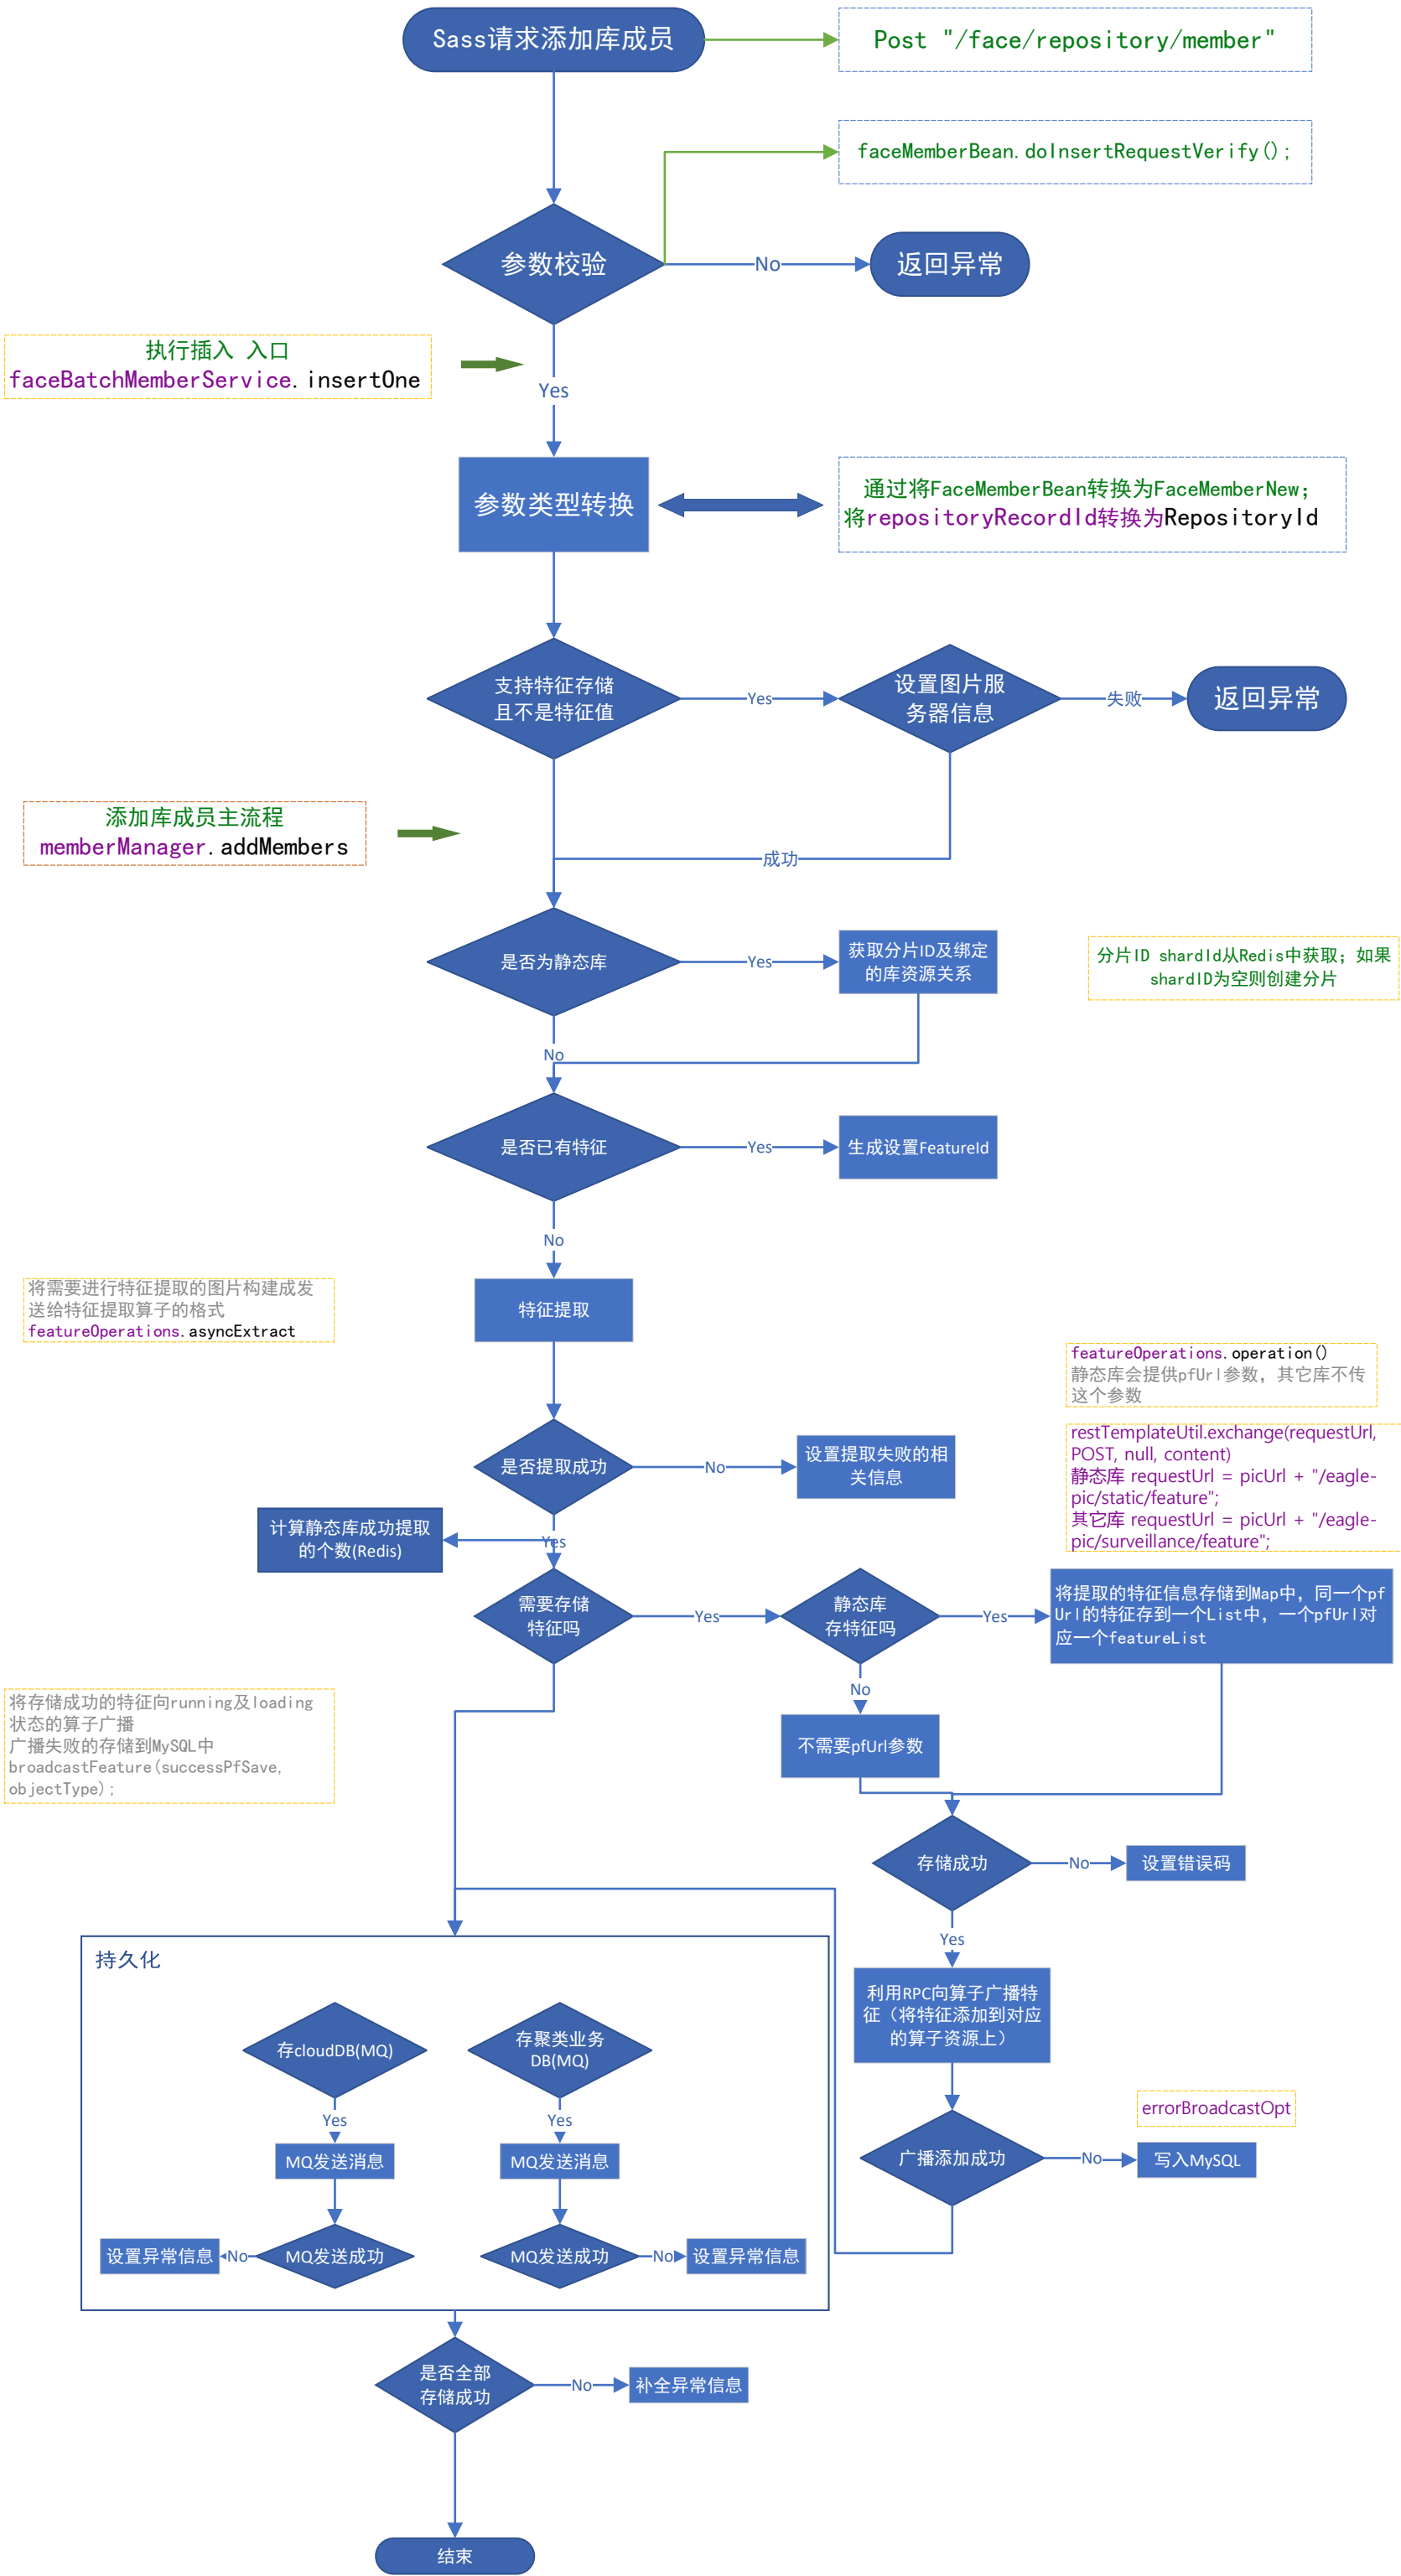 Sass请求添加库成员
Post "/face/repository/member"
faceMemberBean.doInsertRequestVerify();
参数校验
No
返回异常
执行插入 入口
faceBatchMemberService.insertOne
Yes
参数类型转换
通过将FaceMemberBean转换为FaceMemberNew;
将repositoryRecordId转换为RepositoryId
支持特征存储
且不是特征值
Yes
设置图片服
务器信息
失败
返回异常
添加库成员主流程
memberManager.addMembers
成功
是否为静态库
Yes
获取分片ID及绑定
的库资源关系
分片ID shardId从Redis中获取；如果
shardID为空则创建分片
No
是否已有特征
Yes
生成设置FeatureId
No
将需要进行特征提取的图片构建成发
送给特征提取算子的格式
featureOperations.asyncExtract
特征提取
featureOperations.operation()
静态库会提供pfUrl参数，其它库不传
这个参数
restTemplateUtil.exchange(requestUrl,
POST, null, content)
静态库 requestUrl = picUrl + "/eagle-
pic/static/feature";
其它库 requestUrl = picUrl + "/eagle-
pic/surveillance/feature";
是否提取成功
No
设置提取失败的相
关信息
计算静态库成功提取
的个数(Redis)
Yes
需要存储
特征吗
Yes
静态库
存特征吗
Yes
将提取的特征信息存储到Map中，同一个pf
Url的特征存到一个List中，一个pfUrl对
应一个featureList
No
将存储成功的特征向running及loading
状态的算子广播
广播失败的存储到MySQL中
broadcastFeature(successPfSave,
objectType);
不需要pfUrl参数
存储成功
No
设置错误码
Yes
持久化
利用RPC向算子广播特
征（将特征添加到对应
的算子资源上）
存cloudDB(MQ)
存聚类业务
DB(MQ)
errorBroadcastOpt
Yes
Yes
MQ发送消息
MQ发送消息
广播添加成功
No
写入MySQL
设置异常信息
No
MQ发送成功
MQ发送成功
No
设置异常信息
是否全部
存储成功
No
补全异常信息
结束